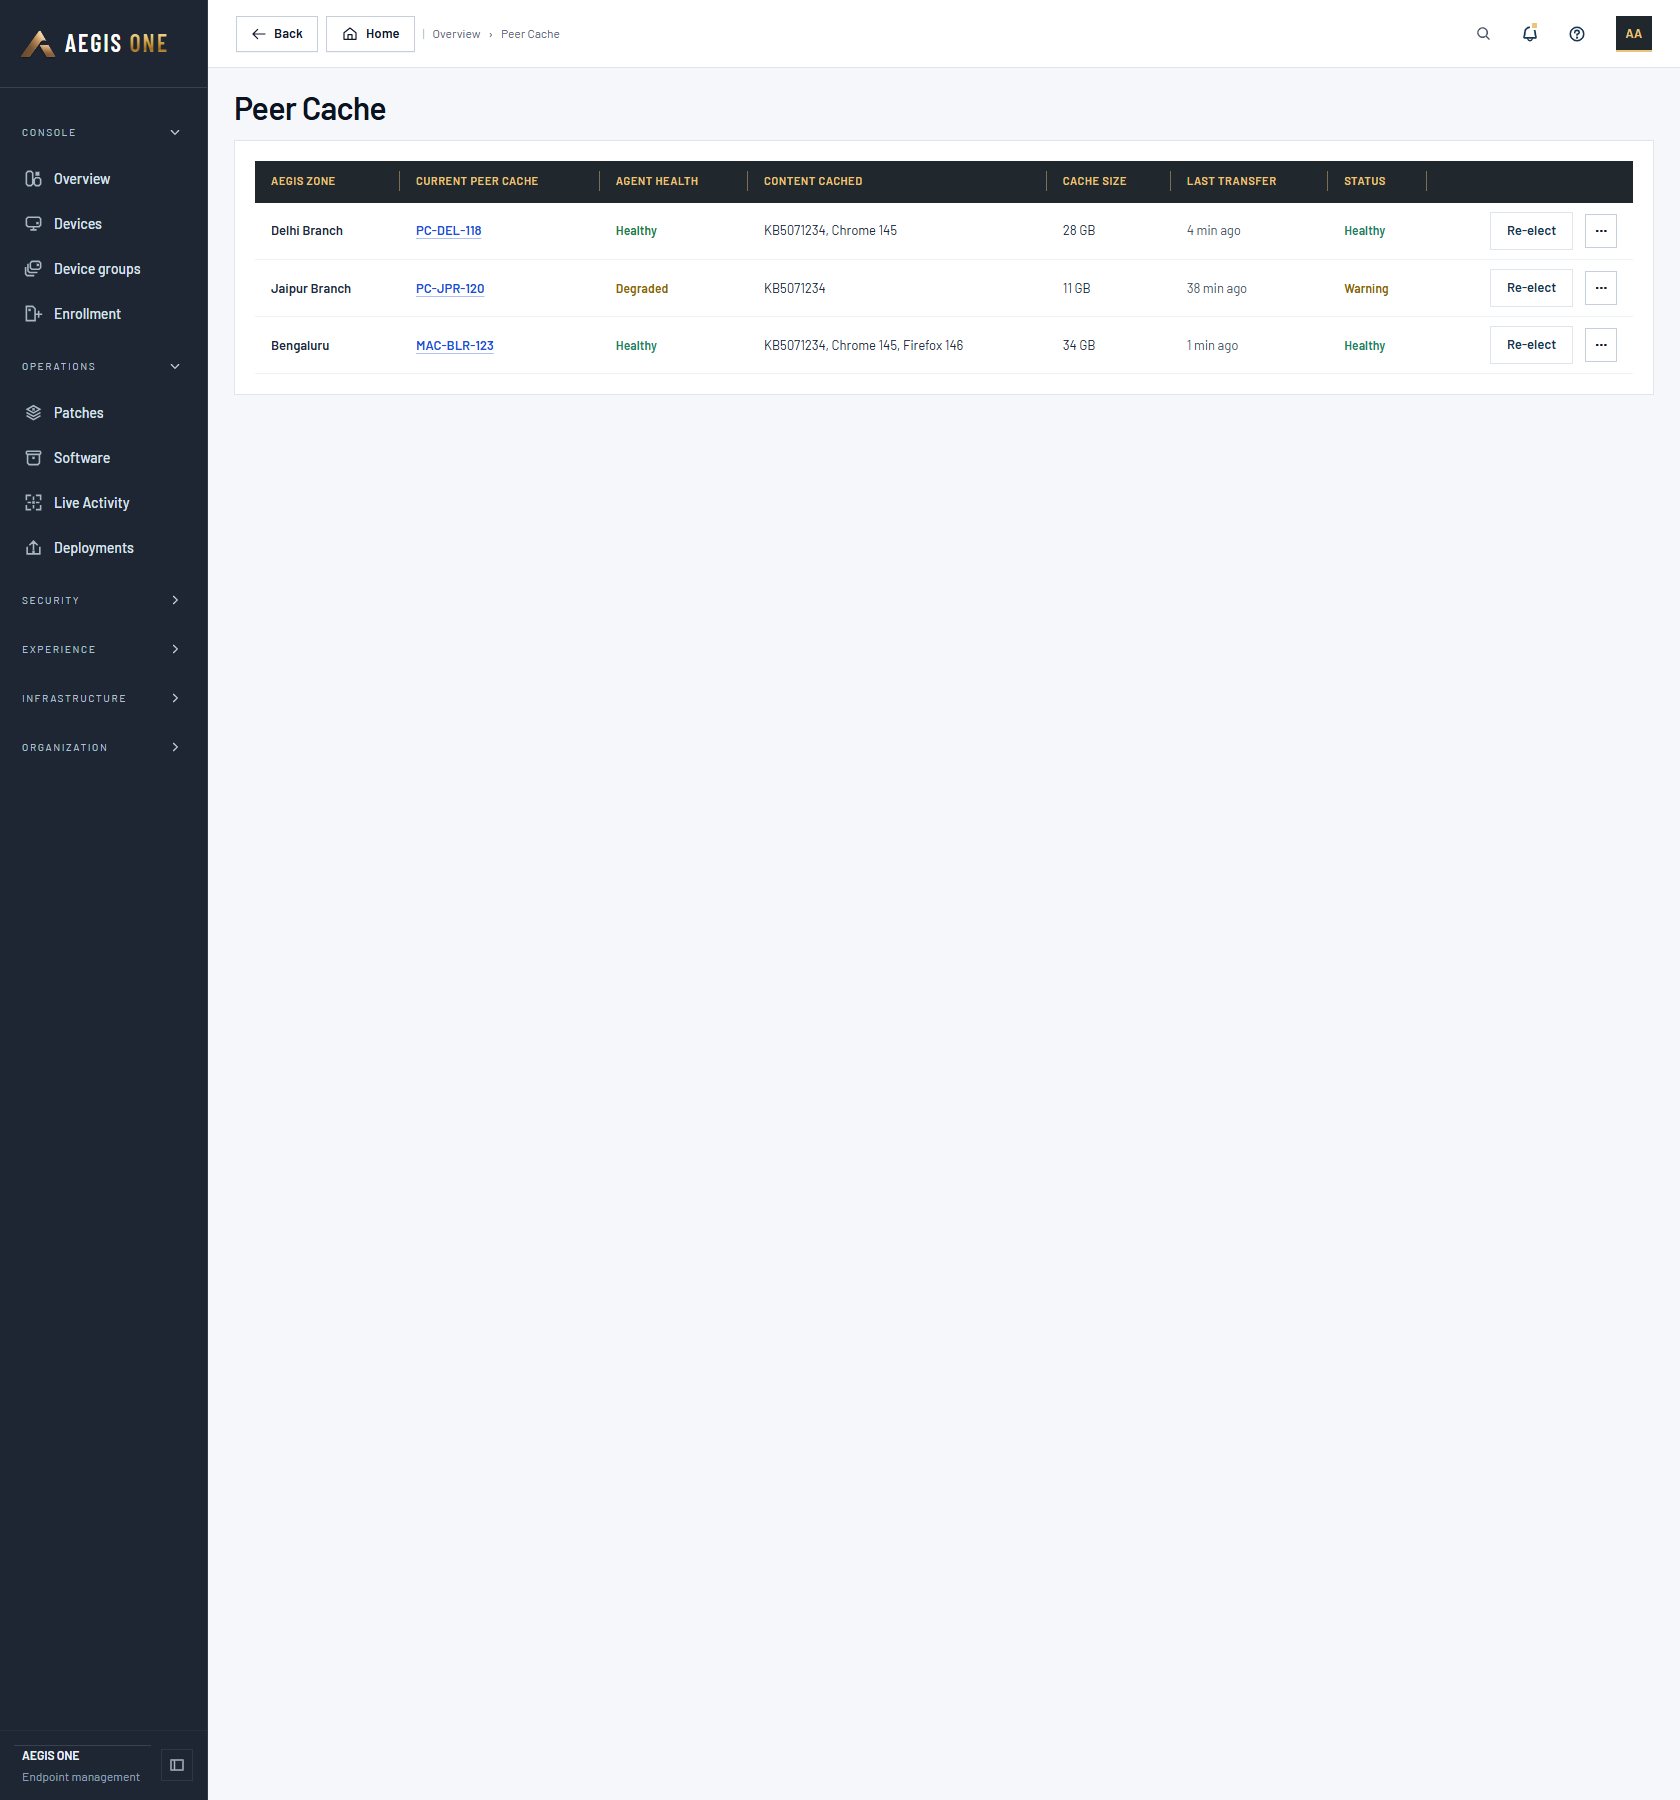 AEGIS ONE
Back
Home
Overview › Peer Cache
AA
CONSOLE
Overview
Devices
Device groups
Enrollment
OPERATIONS
Patches
Software
Live Activity
Deployments
SECURITY
EXPERIENCE
INFRASTRUCTURE
ORGANIZATION
AEGIS ONE
Endpoint management
Peer Cache
AEGIS ZONE CURRENT PEER CACHE AGENT HEALTH CONTENT CACHED CACHE SIZE LAST TRANSFER STATUS
Delhi Branch PC-DEL-118 Healthy KB5071234, Chrome 145 28 GB 4 min ago Healthy Re-elect ···
Jaipur Branch PC-JPR-120 Degraded KB5071234 11 GB 38 min ago Warning Re-elect ···
Bengaluru MAC-BLR-123 Healthy KB5071234, Chrome 145, Firefox 146 34 GB 1 min ago Healthy Re-elect ···